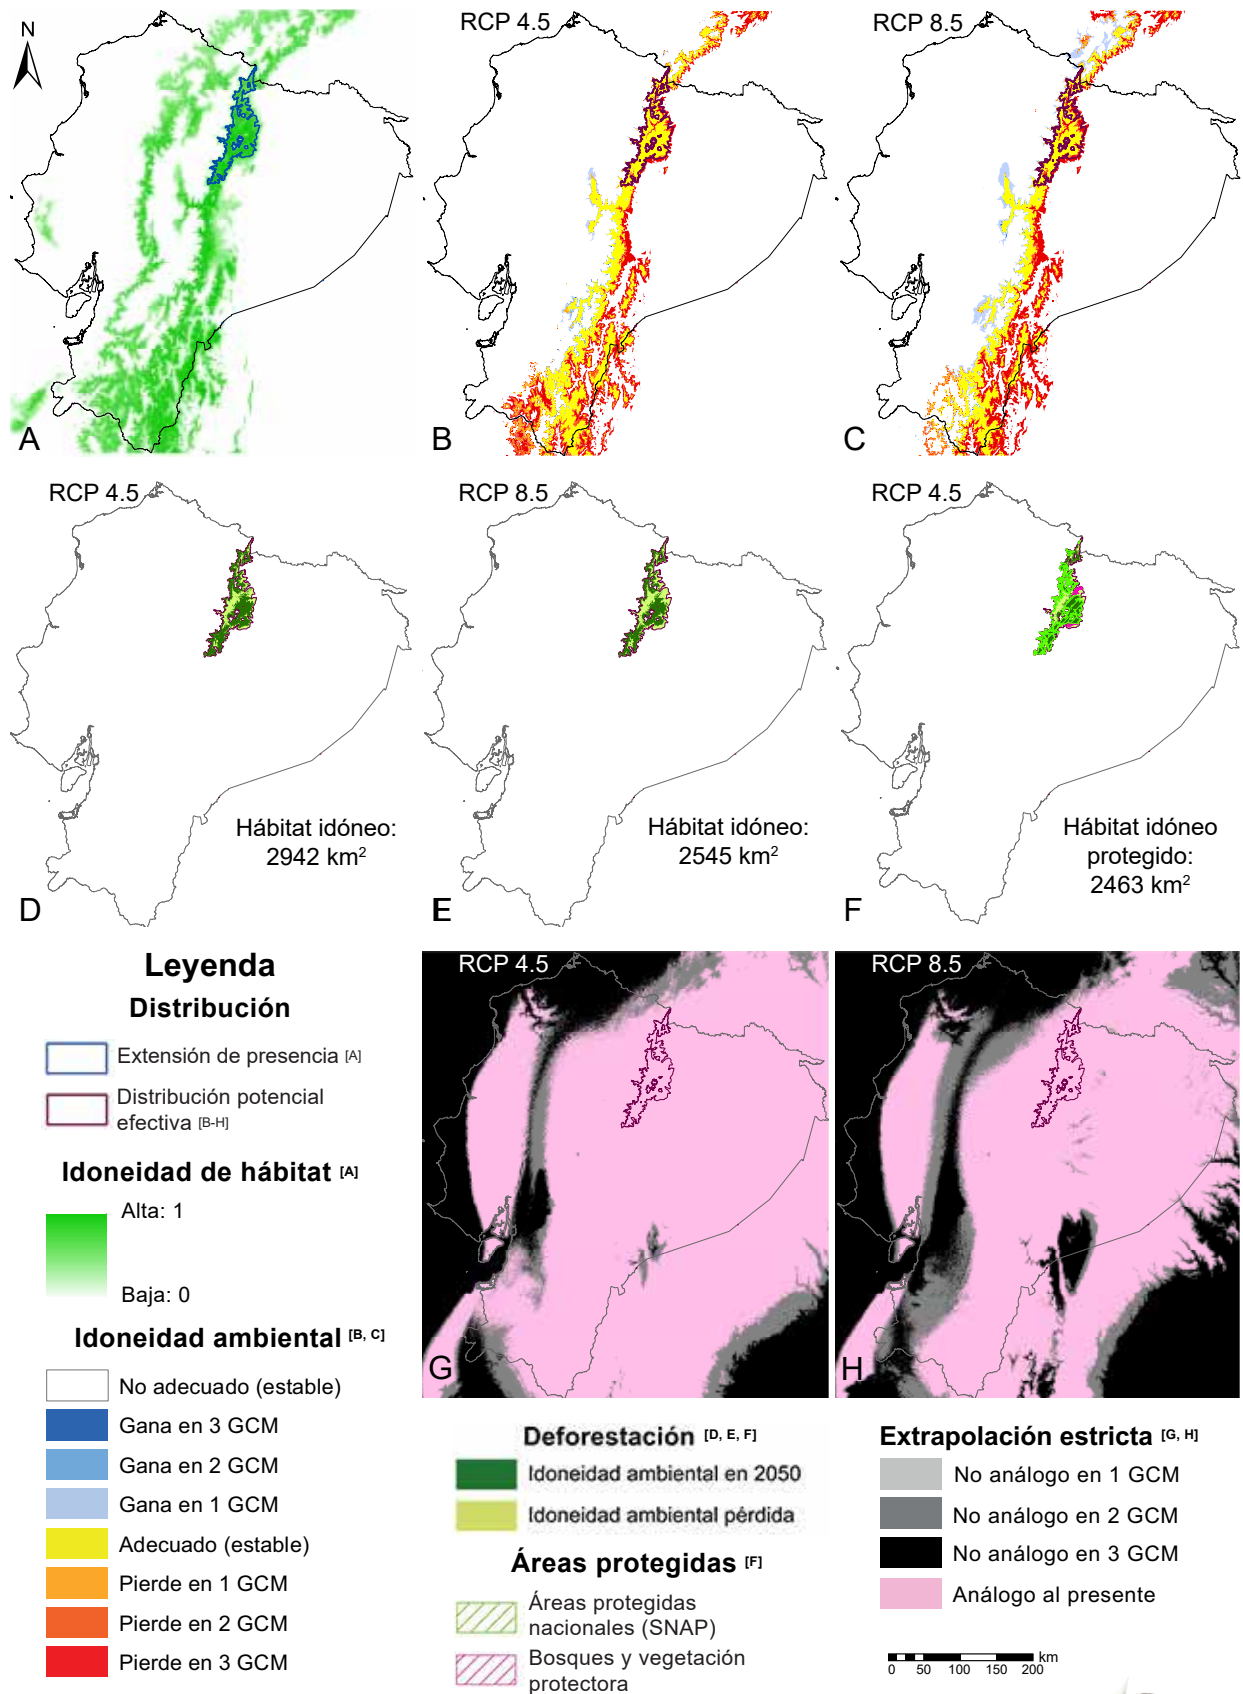 N
RCP 4.5
RCP 8.5
A
B
C
RCP 4.5
RCP 8.5
RCP 4.5
Hábitat idóneo:
2942 km²
Hábitat idóneo:
2545 km²
Hábitat idóneo
protegido:
2463 km²
D
E
F
Leyenda
Distribución
Extensión de presencia [A]
Distribución potencial
efectiva [B-H]
Idoneidad de hábitat [A]
Alta: 1
Baja: 0
Idoneidad ambiental [B, C]
No adecuado (estable)
Gana en 3 GCM
Gana en 2 GCM
Gana en 1 GCM
Adecuado (estable)
Pierde en 1 GCM
Pierde en 2 GCM
Pierde en 3 GCM
RCP 4.5
RCP 8.5
G
H
Deforestación [D, E, F]
Idoneidad ambiental en 2050
Idoneidad ambiental pérdida
Áreas protegidas [F]
Áreas protegidas
nacionales (SNAP)
Bosques y vegetación
protectora
Extrapolación estricta [G, H]
No análogo en 1 GCM
No análogo en 2 GCM
No análogo en 3 GCM
Análogo al presente
km
0 50 100 150 200